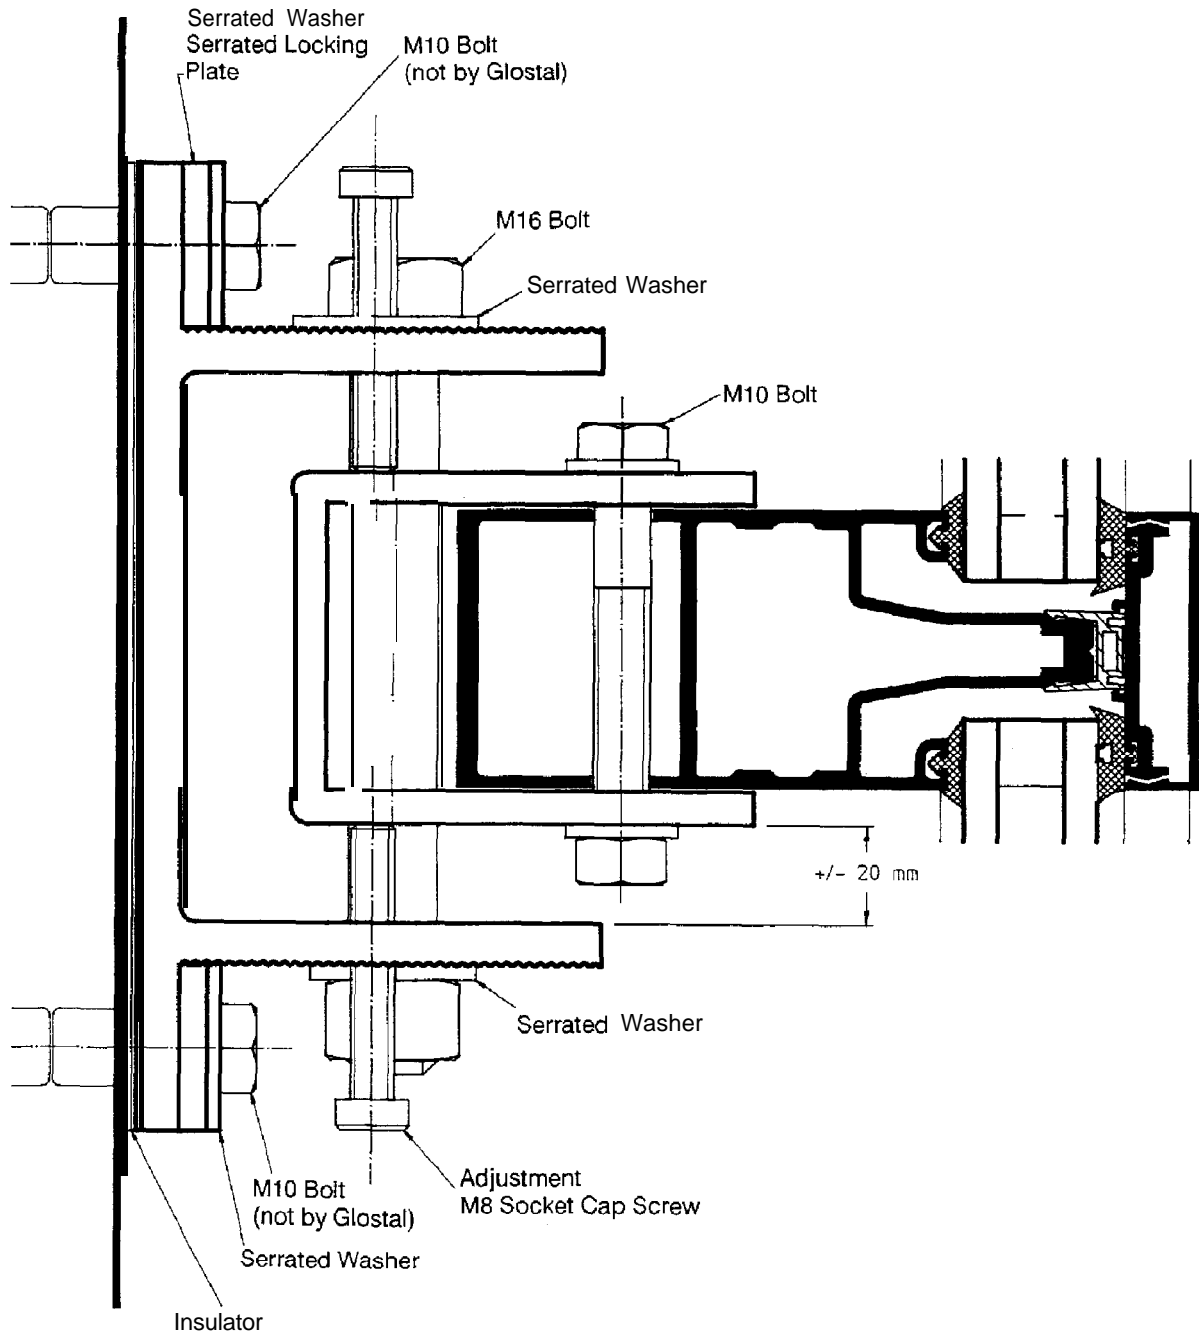 Serrated Washer
Serrated Locking
Plate
M10 Bolt
(not by Glostal)
M16 Bolt
Serrated Washer
M10 Bolt
+/- 20 mm
Serrated Washer
Adjustment
M8 Socket Cap Screw
M10 Bolt
(not by Glostal)
Serrated Washer
Insulator